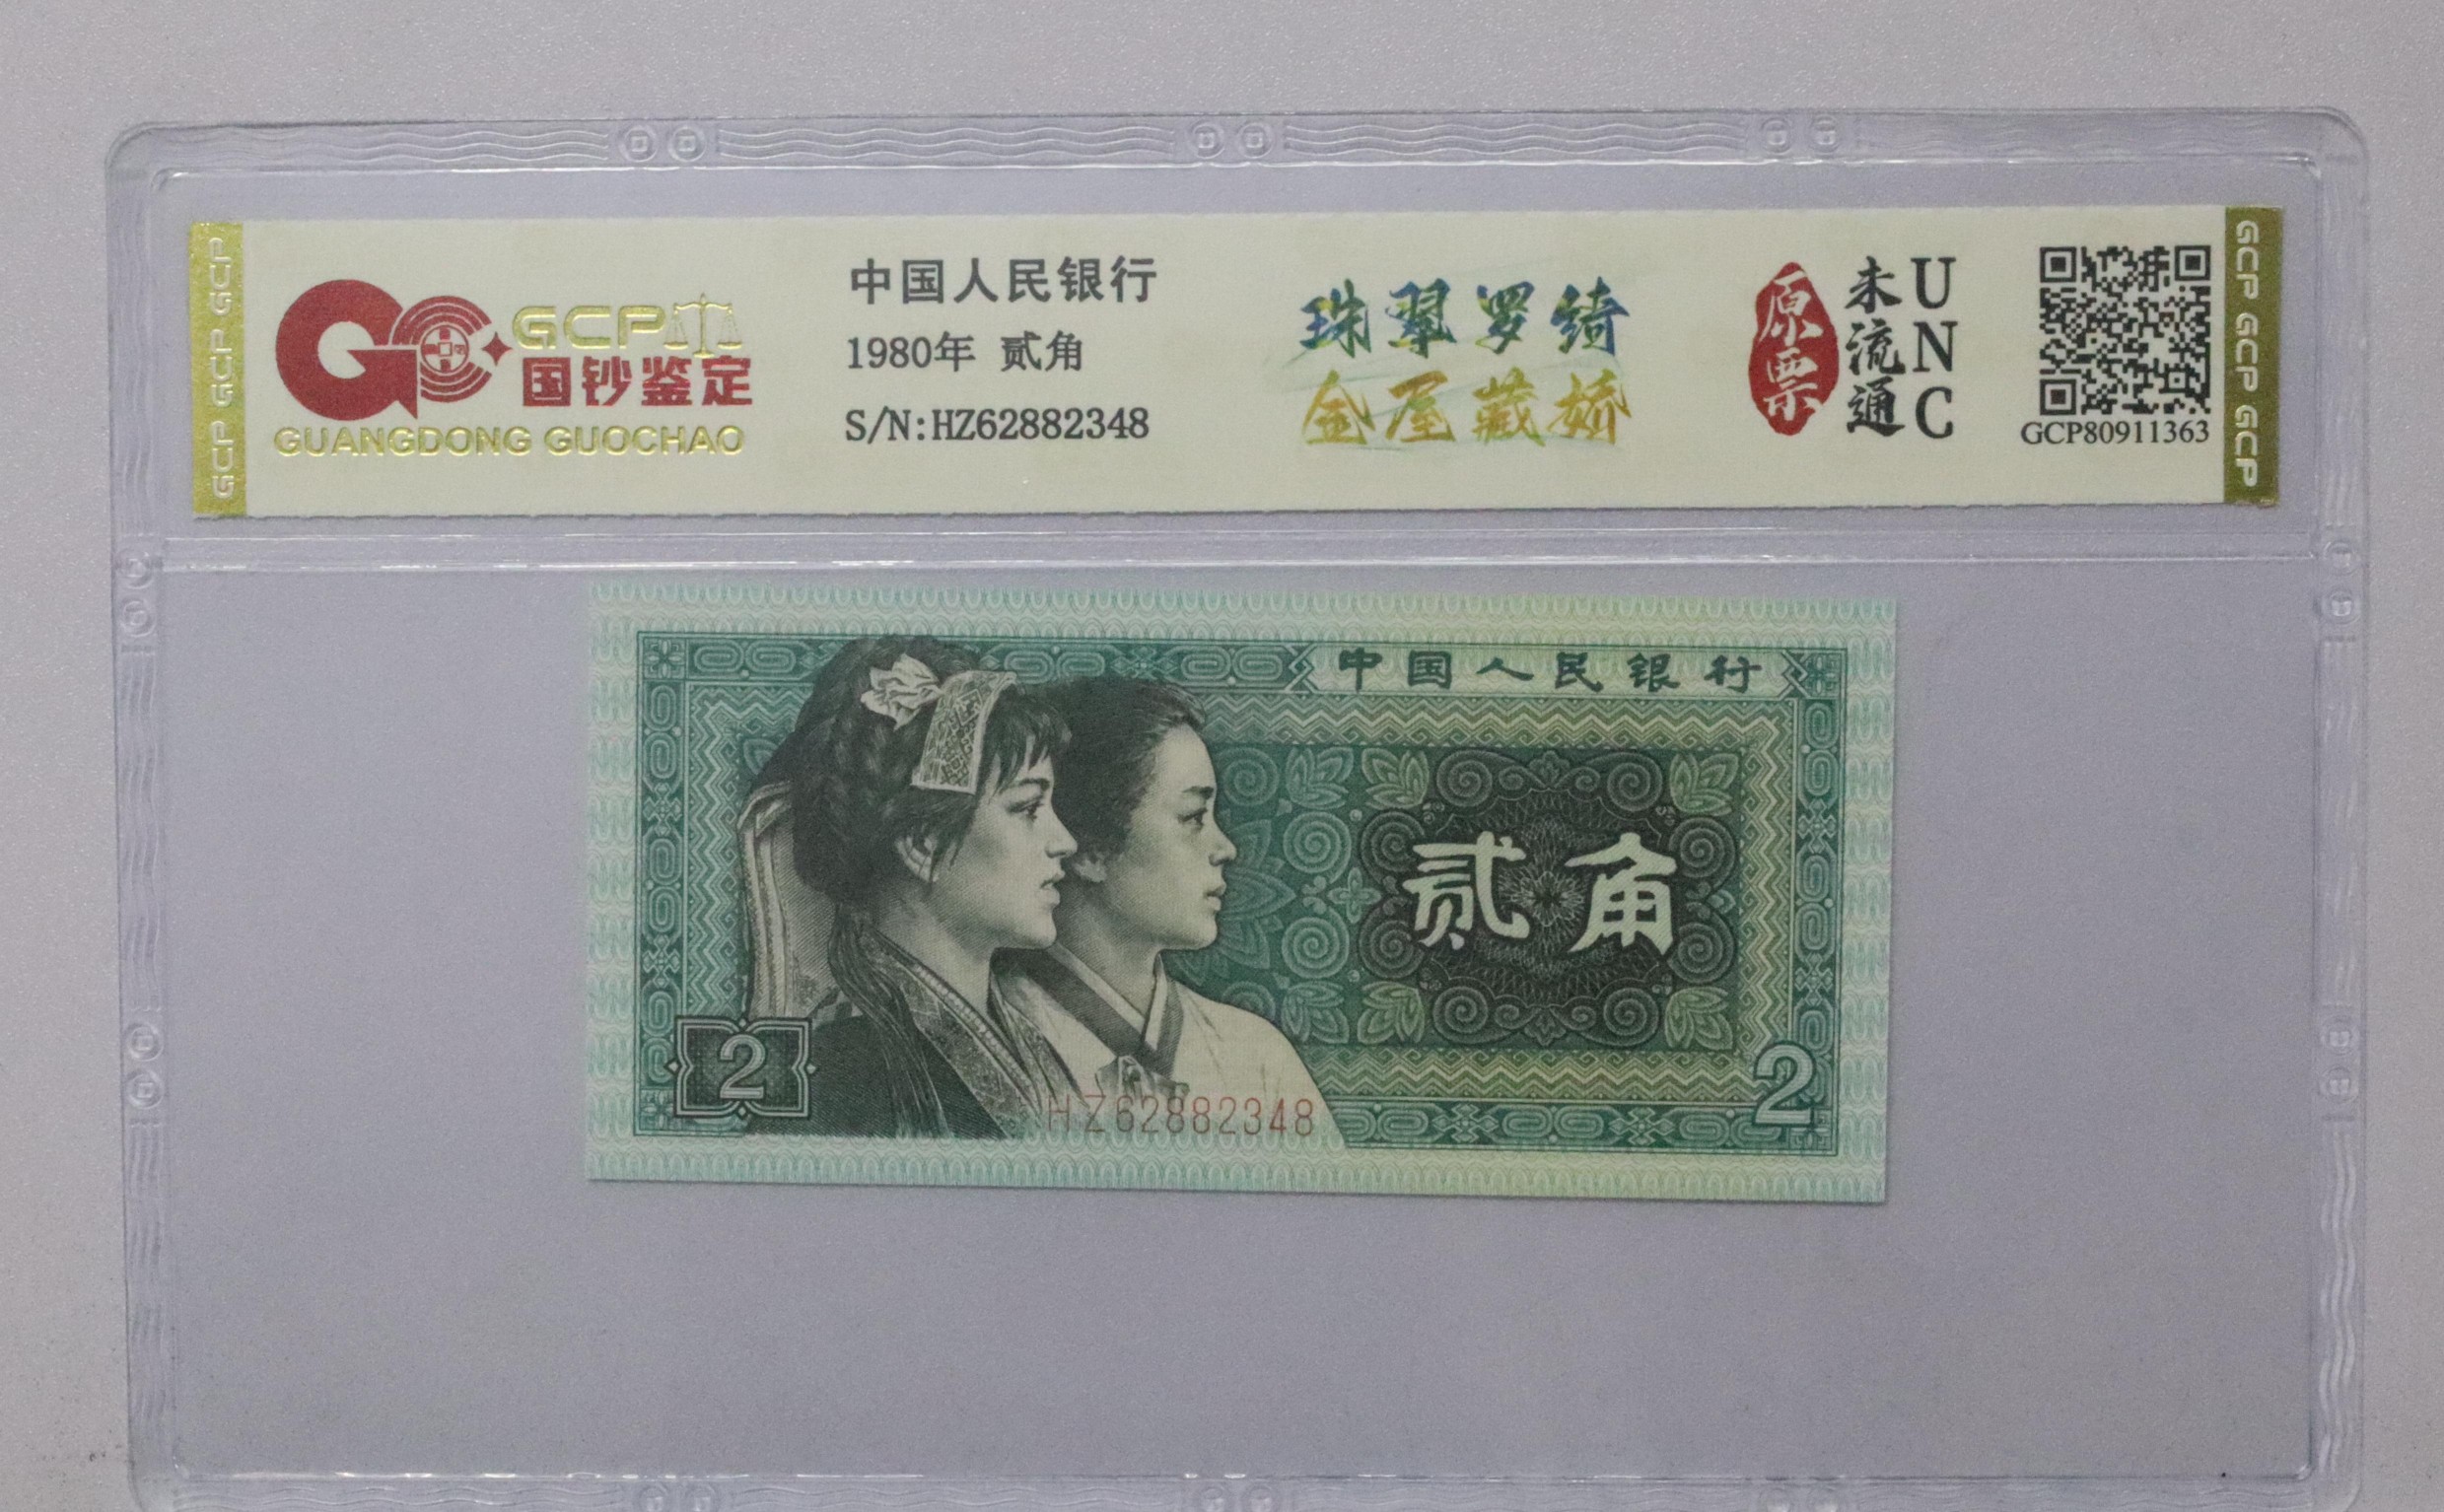 GCP GCP GCP
GCP
国钞鉴定
GUANGDONG GUOCHAO
中国人民银行
1980年 贰角
S/N:HZ62882348
珠翠罗绮
金屋藏娇
原票
未流通
UNC
GCP80911363
GCP GCP GCP
中国人民银行
贰角
2
HZ62882348
2